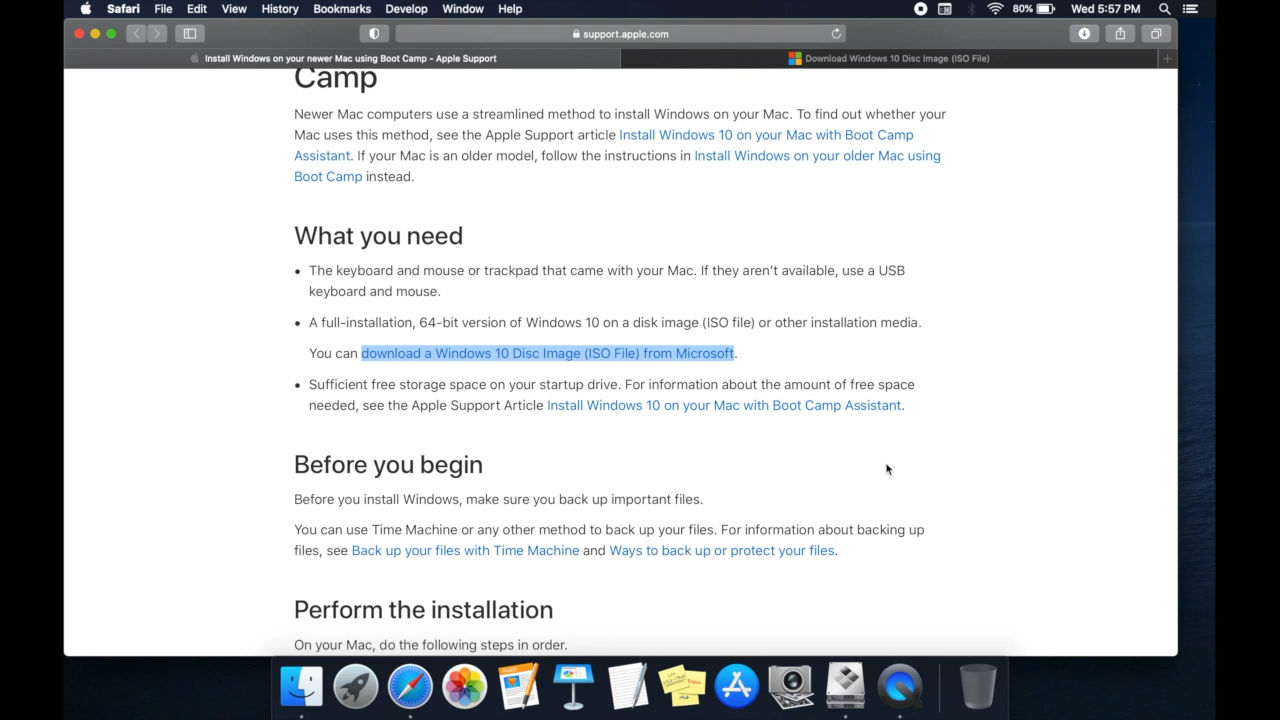 Safari File Edit View History Bookmarks Develop Window Help
80% Wed 5:57 PM
support.apple.com
Install Windows on your newer Mac using Boot Camp - Apple Support
Download Windows 10 Disc Image (ISO File)
Camp
Newer Mac computers use a streamlined method to install Windows on your Mac. To find out whether your
Mac uses this method, see the Apple Support article Install Windows 10 on your Mac with Boot Camp
Assistant. If your Mac is an older model, follow the instructions in Install Windows on your older Mac using
Boot Camp instead.
What you need
• The keyboard and mouse or trackpad that came with your Mac. If they aren’t available, use a USB
keyboard and mouse.
• A full-installation, 64-bit version of Windows 10 on a disk image (ISO file) or other installation media.
You can download a Windows 10 Disc Image (ISO File) from Microsoft.
• Sufficient free storage space on your startup drive. For information about the amount of free space
needed, see the Apple Support Article Install Windows 10 on your Mac with Boot Camp Assistant.
Before you begin
Before you install Windows, make sure you back up important files.
You can use Time Machine or any other method to back up your files. For information about backing up
files, see Back up your files with Time Machine and Ways to back up or protect your files.
Perform the installation
On your Mac, do the following steps in order.